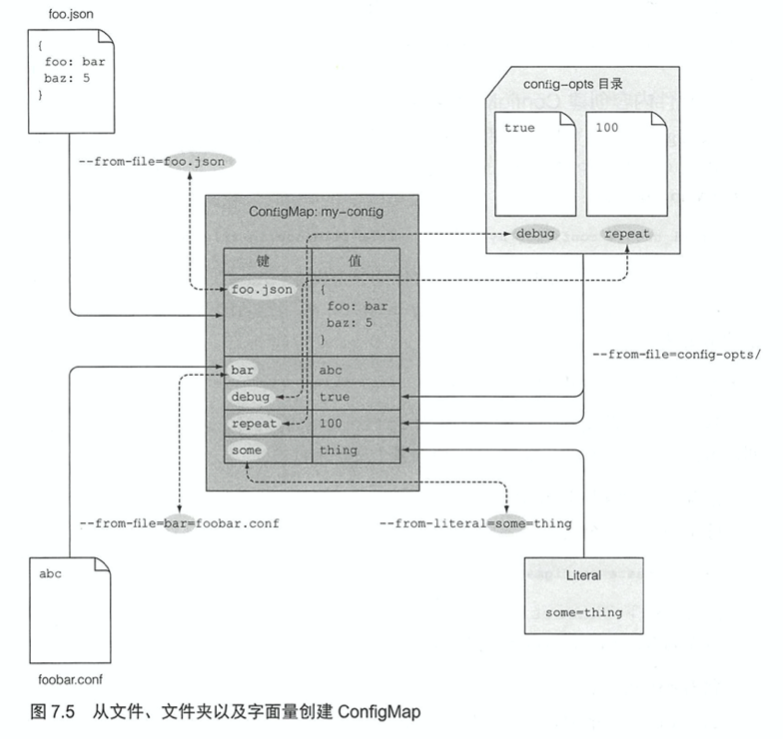 foo.json
{
foo: bar
baz: 5
}
--from-file=foo.json
config-opts 目录
true
100
debug
repeat
ConfigMap: my-config
键
值
foo.json
{
foo: bar
baz: 5
}
bar
abc
debug
true
repeat
100
some
thing
--from-file=config-opts/
--from-file=bar=foobar.conf
--from-literal=some=thing
abc
foobar.conf
Literal
some=thing
图 7.5 从文件、文件夹以及字面量创建 ConfigMap